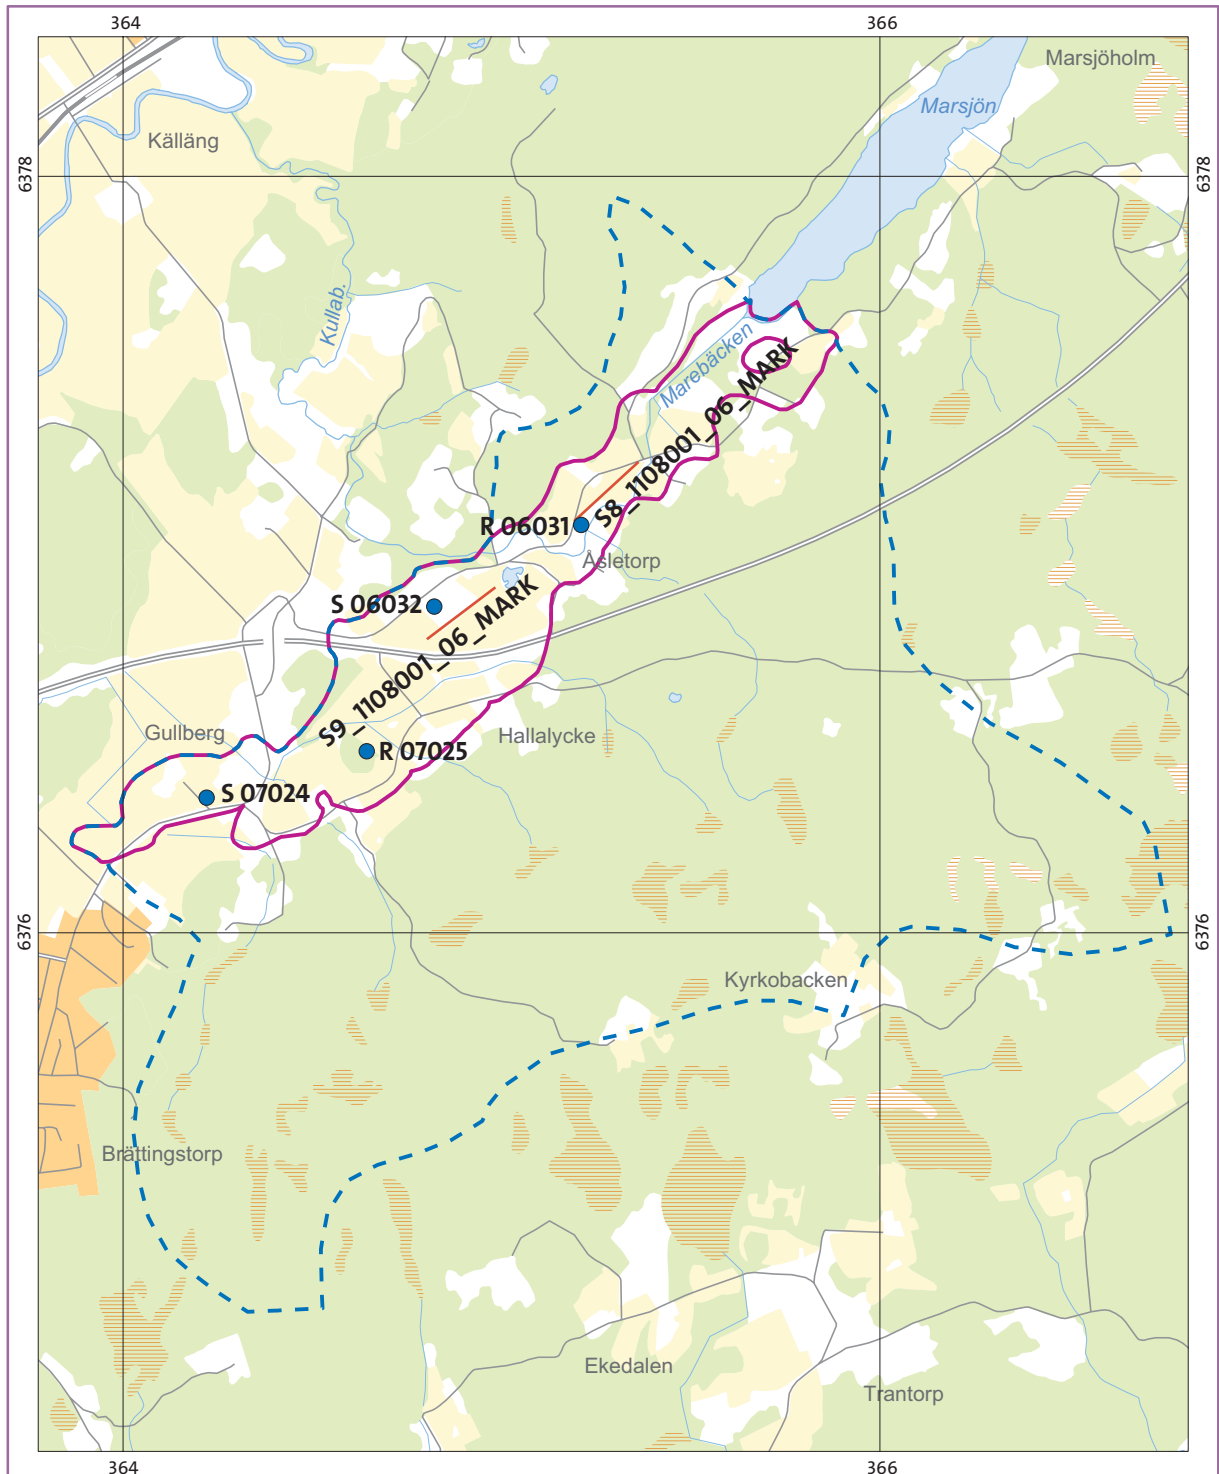 364
366
Marsjöholm
Marsjön
Källäng
6378
6378
Kullab.
Marebäcken
S8_1108001_06_MARK
R 06031
Åsletorp
S 06032
S9_1108001_06_MARK
Gullberg
Hallalycke
R 07025
S 07024
6376
6376
Kyrkobacken
Brättingstorp
Ekedalen
Trantorp
364
366